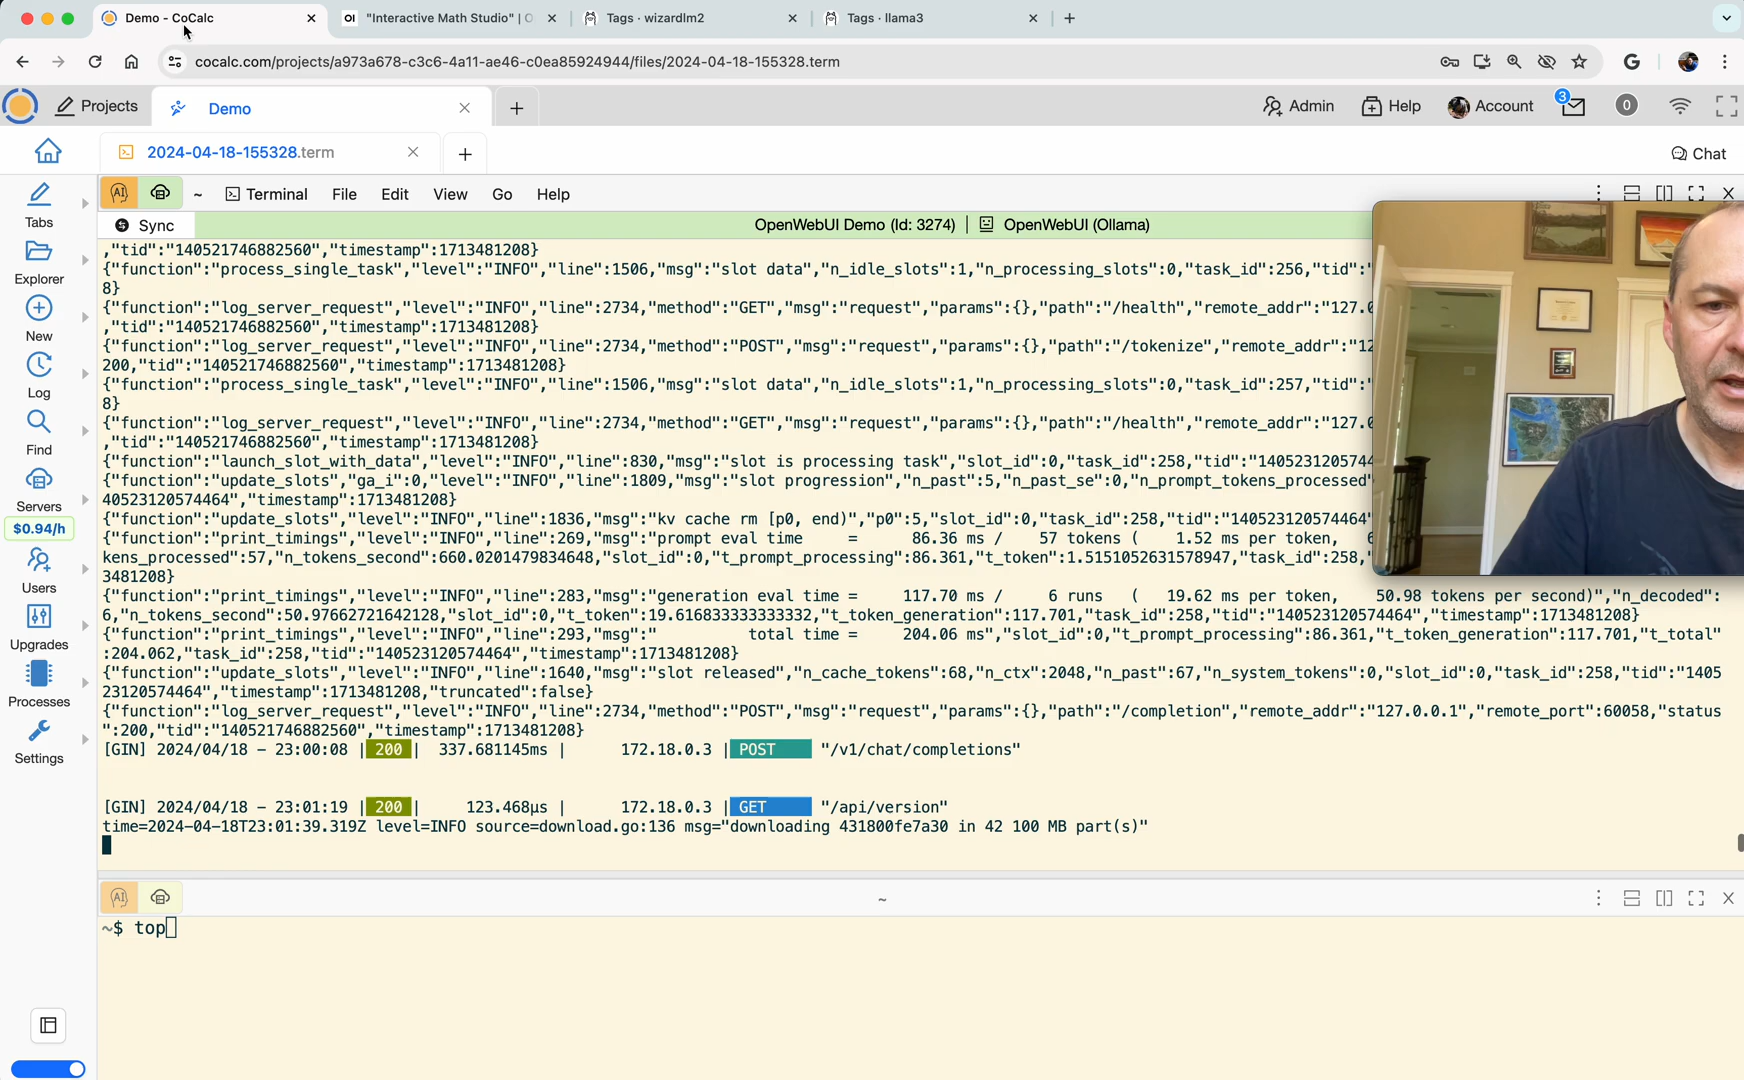 Demo - CoCalc
OI "Interactive Math Studio" | O
Tags · wizardlm2
Tags · llama3
cocalc.com/projects/a973a678-c3c6-4a11-ae46-c0ea85924944/files/2024-04-18-155328.term
G
Projects
Demo
Admin
Help
Account
3
0
2024-04-18-155328.term
Chat
AI
~
Terminal
File
Edit
View
Go
Help
Sync
OpenWebUI Demo (Id: 3274) | OpenWebUI (Ollama)
Tabs
Explorer
New
Log
Find
Servers
$0.94/h
Users
Upgrades
Processes
Settings
,"tid":"140521746882560","timestamp":1713481208}
{"function":"process_single_task","level":"INFO","line":1506,"msg":"slot data","n_idle_slots":1,"n_processing_slots":0,"task_id":256,"tid":"
8}
{"function":"log_server_request","level":"INFO","line":2734,"method":"GET","msg":"request","params":{},"path":"/health","remote_addr":"127.0
,"tid":"140521746882560","timestamp":1713481208}
{"function":"log_server_request","level":"INFO","line":2734,"method":"POST","msg":"request","params":{},"path":"/tokenize","remote_addr":"12
200,"tid":"140521746882560","timestamp":1713481208}
{"function":"process_single_task","level":"INFO","line":1506,"msg":"slot data","n_idle_slots":1,"n_processing_slots":0,"task_id":257,"tid":"
8}
{"function":"log_server_request","level":"INFO","line":2734,"method":"GET","msg":"request","params":{},"path":"/health","remote_addr":"127.0
,"tid":"140521746882560","timestamp":1713481208}
{"function":"launch_slot_with_data","level":"INFO","line":830,"msg":"slot is processing task","slot_id":0,"task_id":258,"tid":"1405231205744
{"function":"update_slots","ga_i":0,"level":"INFO","line":1809,"msg":"slot progression","n_past":5,"n_past_se":0,"n_prompt_tokens_processed"
40523120574464","timestamp":1713481208}
{"function":"update_slots","level":"INFO","line":1836,"msg":"kv cache rm [p0, end)","p0":5,"slot_id":0,"task_id":258,"tid":"140523120574464"
{"function":"print_timings","level":"INFO","line":269,"msg":"prompt eval time     =      86.36 ms /    57 tokens (    1.52 ms per token,   6
kens_processed":57,"n_tokens_second":660.0201479834648,"slot_id":0,"t_prompt_processing":86.361,"t_token":1.5151052631578947,"task_id":258,"
3481208}
{"function":"print_timings","level":"INFO","line":283,"msg":"generation eval time =     117.70 ms /     6 runs   (   19.62 ms per token,    50.98 tokens per second)","n_decoded":
6,"n_tokens_second":50.97662721642128,"slot_id":0,"t_token":19.616833333333332,"t_token_generation":117.701,"task_id":258,"tid":"140523120574464","timestamp":1713481208}
{"function":"print_timings","level":"INFO","line":293,"msg":"          total time =     204.06 ms","slot_id":0,"t_prompt_processing":86.361,"t_token_generation":117.701,"t_total"
:204.062,"task_id":258,"tid":"140523120574464","timestamp":1713481208}
{"function":"update_slots","level":"INFO","line":1640,"msg":"slot released","n_cache_tokens":68,"n_ctx":2048,"n_past":67,"n_system_tokens":0,"slot_id":0,"task_id":258,"tid":"1405
23120574464","timestamp":1713481208,"truncated":false}
{"function":"log_server_request","level":"INFO","line":2734,"method":"POST","msg":"request","params":{},"path":"/completion","remote_addr":"127.0.0.1","remote_port":60058,"status
":200,"tid":"140521746882560","timestamp":1713481208}
[GIN] 2024/04/18 - 23:00:08 | 200 |  337.681145ms |      172.18.0.3 | POST     "/v1/chat/completions"
[GIN] 2024/04/18 - 23:01:19 | 200 |     123.468µs |      172.18.0.3 | GET      "/api/version"
time=2024-04-18T23:01:39.319Z level=INFO source=download.go:136 msg="downloading 431800fe7a30 in 42 100 MB part(s)"
AI
~
~$ top